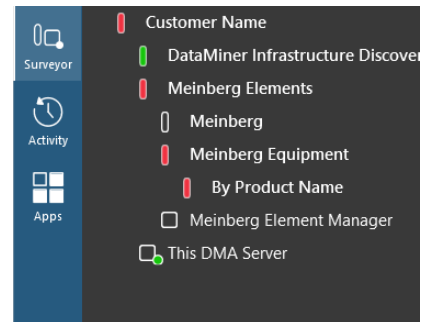 Surveyor
Activity
Apps
Customer Name
DataMiner Infrastructure Discover
Meinberg Elements
Meinberg
Meinberg Equipment
By Product Name
Meinberg Element Manager
This DMA Server